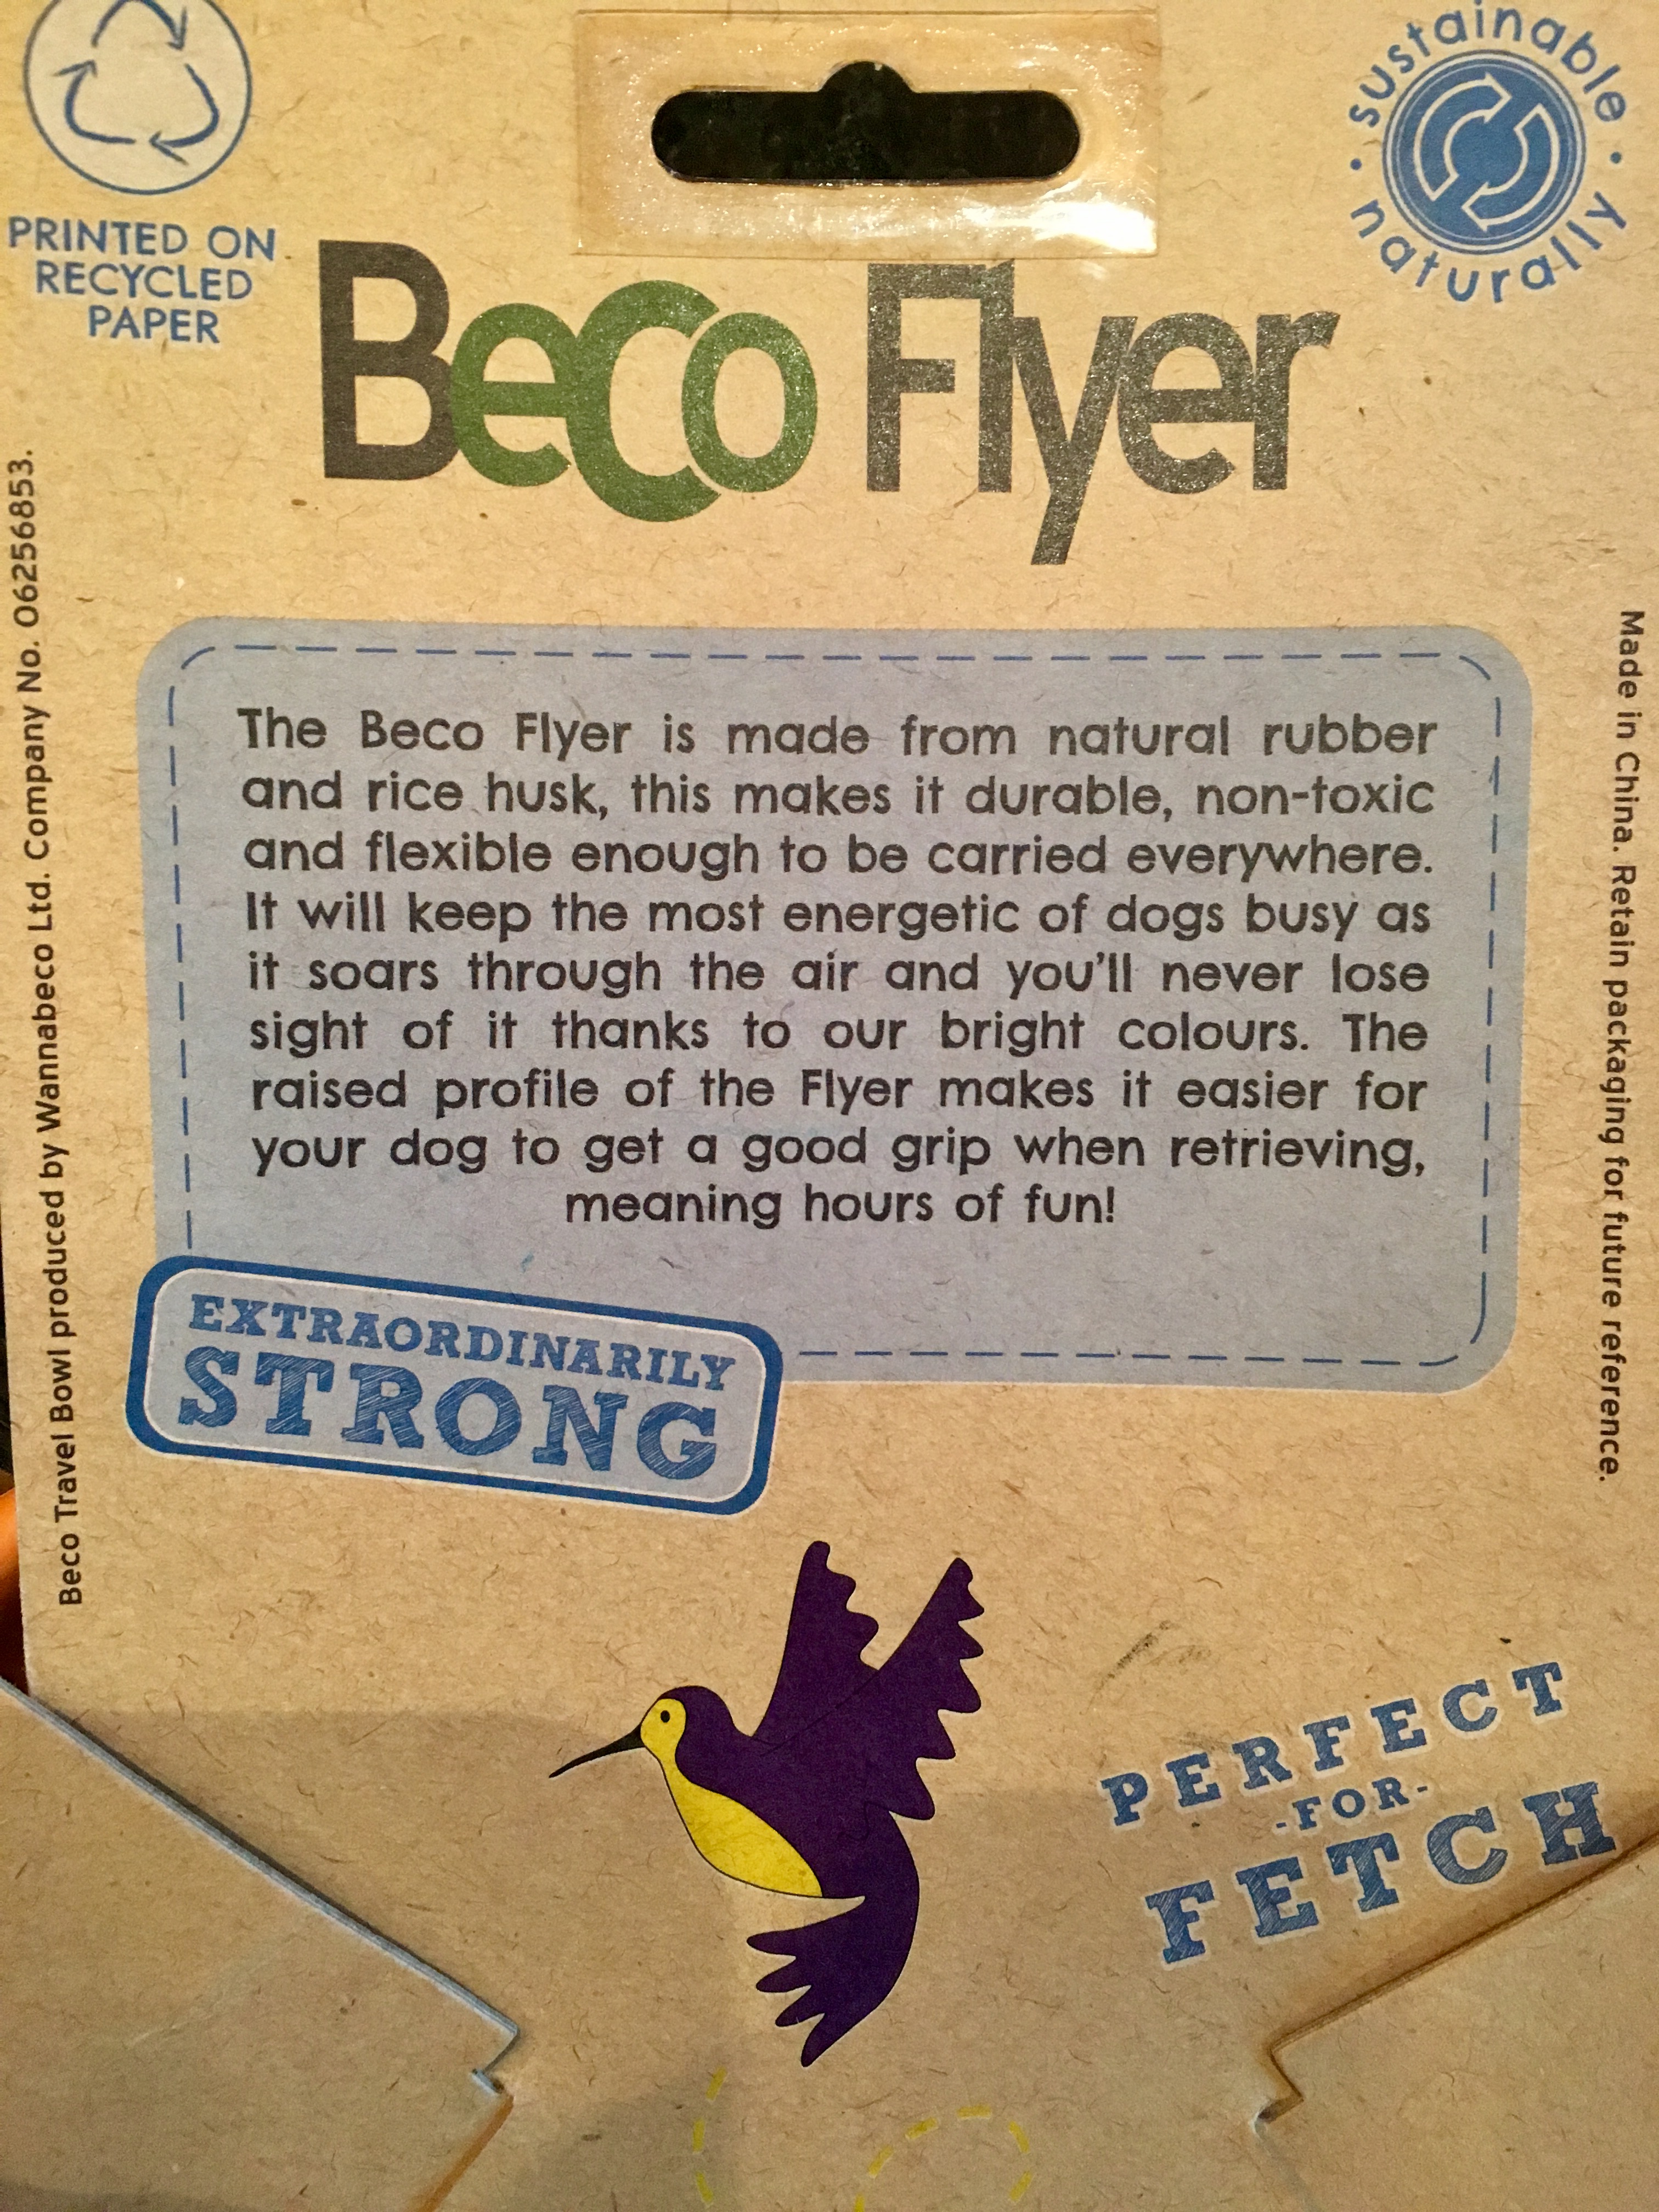 sustainable
naturally
PRINTED ON
RECYCLED
PAPER
Beco Flyer
The Beco Flyer is made from natural rubber
and rice husk, this makes it durable, non-toxic
and flexible enough to be carried everywhere.
It will keep the most energetic of dogs busy as
it soars through the air and you'll never lose
sight of it thanks to our bright colours. The
raised profile of the Flyer makes it easier for
your dog to get a good grip when retrieving,
meaning hours of fun!
EXTRAORDINARILY
STRONG
Beco Travel Bowl produced by Wannabeco Ltd. Company No. 06256853.
Made in China. Retain packaging for future reference.
PERFECT
-FOR-
FETCH